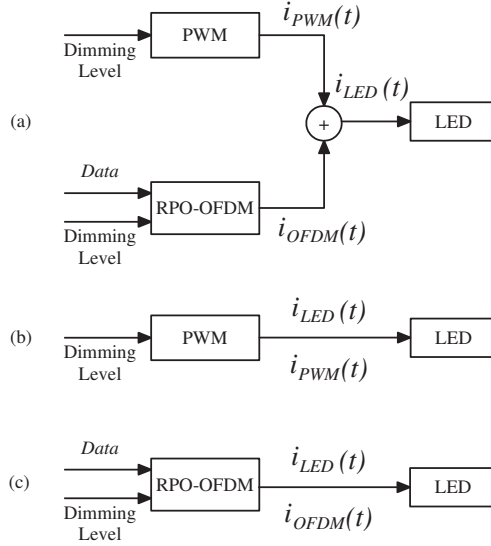 i_PWM(t)
PWM
Dimming
Level
i_LED(t)
(a)
+
LED
Data
RPO-OFDM
Dimming
Level
i_OFDM(t)
i_LED(t)
(b)
PWM
LED
Dimming
Level
i_PWM(t)
Data
i_LED(t)
(c)
RPO-OFDM
LED
Dimming
Level
i_OFDM(t)